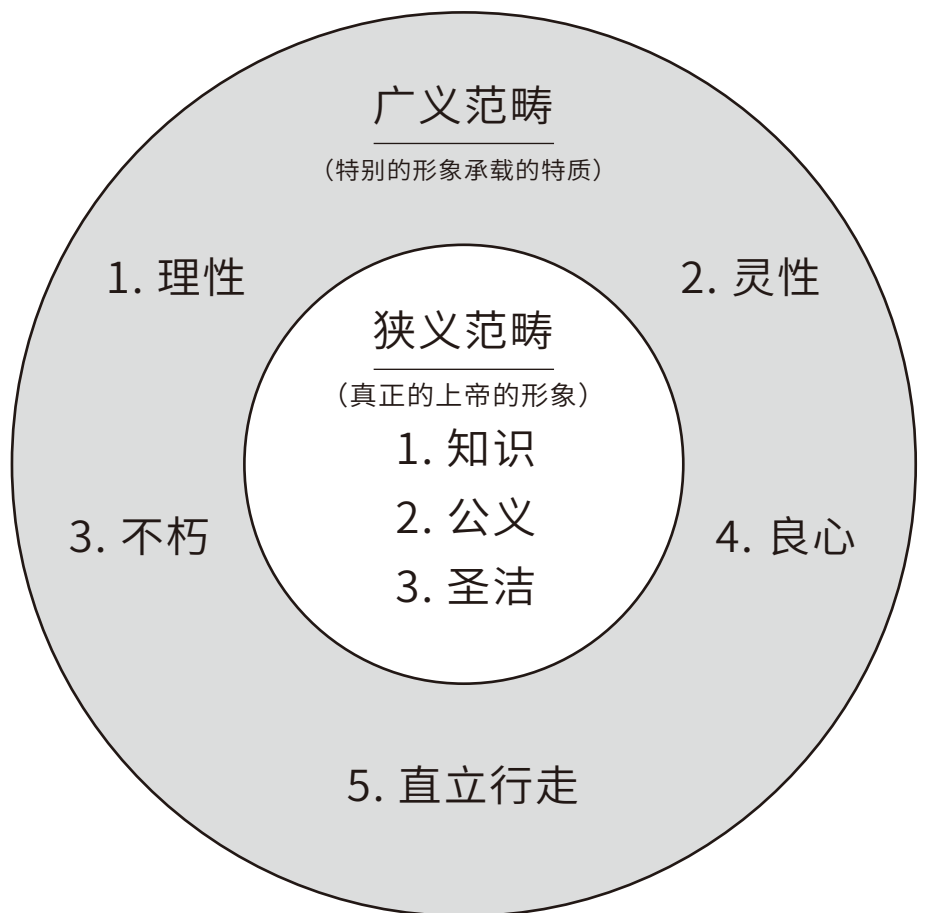 广义范畴
（特别的形象承载的特质）
1. 理性
2. 灵性
狭义范畴
（真正的上帝的形象）
1. 知识
2. 公义
3. 圣洁
3. 不朽
4. 良心
5. 直立行走